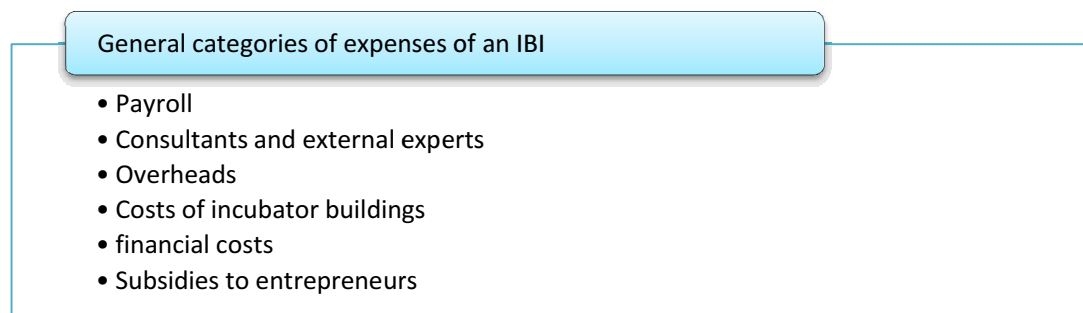 General categories of expenses of an IBI
• Payroll
• Consultants and external experts
• Overheads
• Costs of incubator buildings
• financial costs
• Subsidies to entrepreneurs